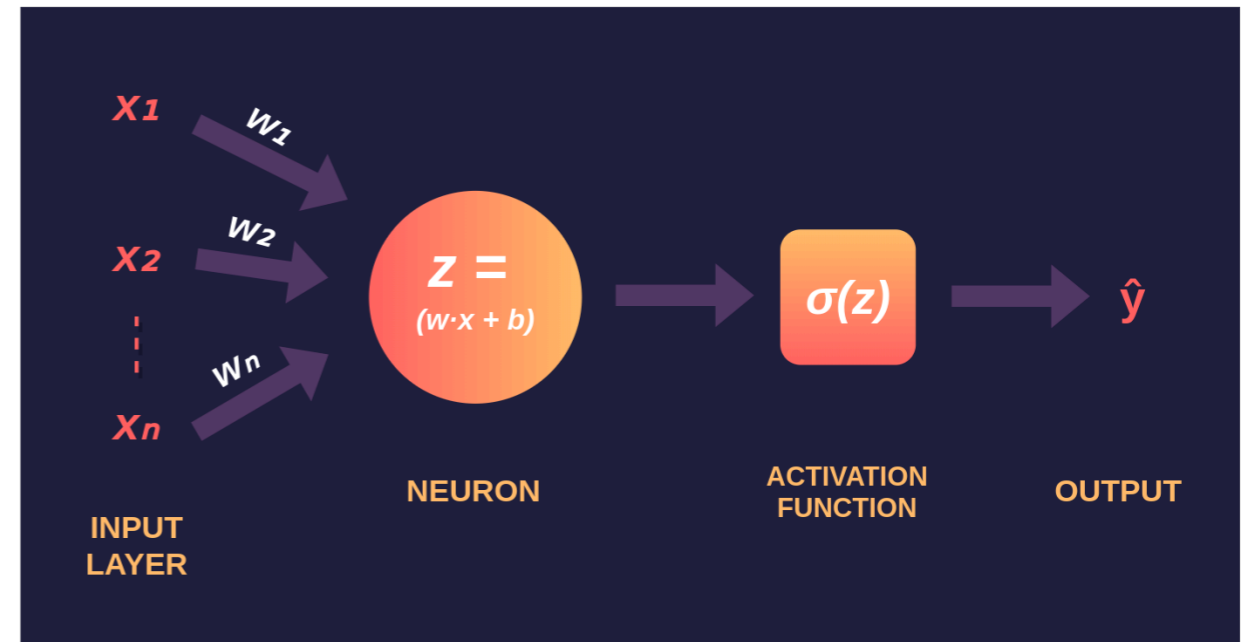 x1
w1
x2
w2
xn
wn
z =
(w·x + b)
σ(z)
ŷ
INPUT
LAYER
NEURON
ACTIVATION
FUNCTION
OUTPUT